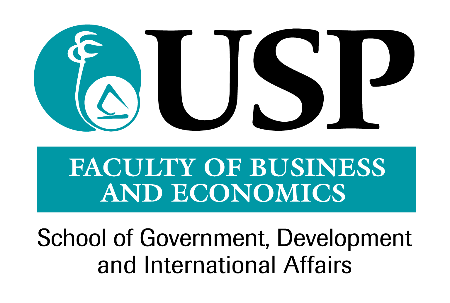 USP
FACULTY OF BUSINESS
AND ECONOMICS
School of Government, Development
and International Affairs